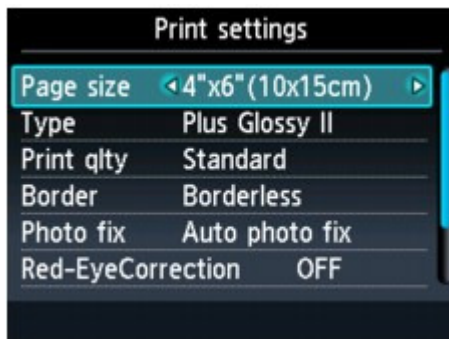 Print settings
Page size 4"x6"(10x15cm)
Type Plus Glossy II
Print qlty Standard
Border Borderless
Photo fix Auto photo fix
Red-EyeCorrection OFF